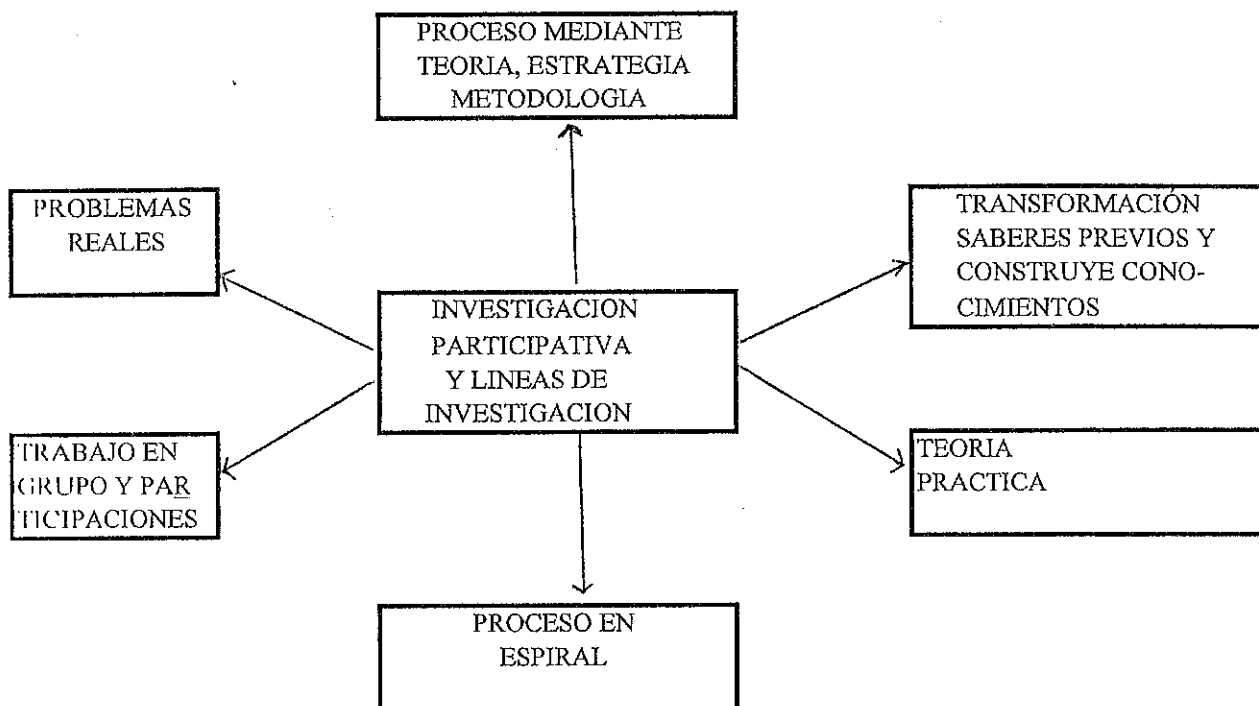 PROCESO MEDIANTE
TEORIA, ESTRATEGIA
METODOLOGIA
PROBLEMAS
REALES
TRANSFORMACIÓN
SABERES PREVIOS Y
CONSTRUYE CONO-
CIMIENTOS
INVESTIGACION
PARTICIPATIVA
Y LINEAS DE
INVESTIGACION
TRABAJO EN
GRUPO Y PAR
TICIPACIONES
TEORIA
PRACTICA
PROCESO EN
ESPIRAL